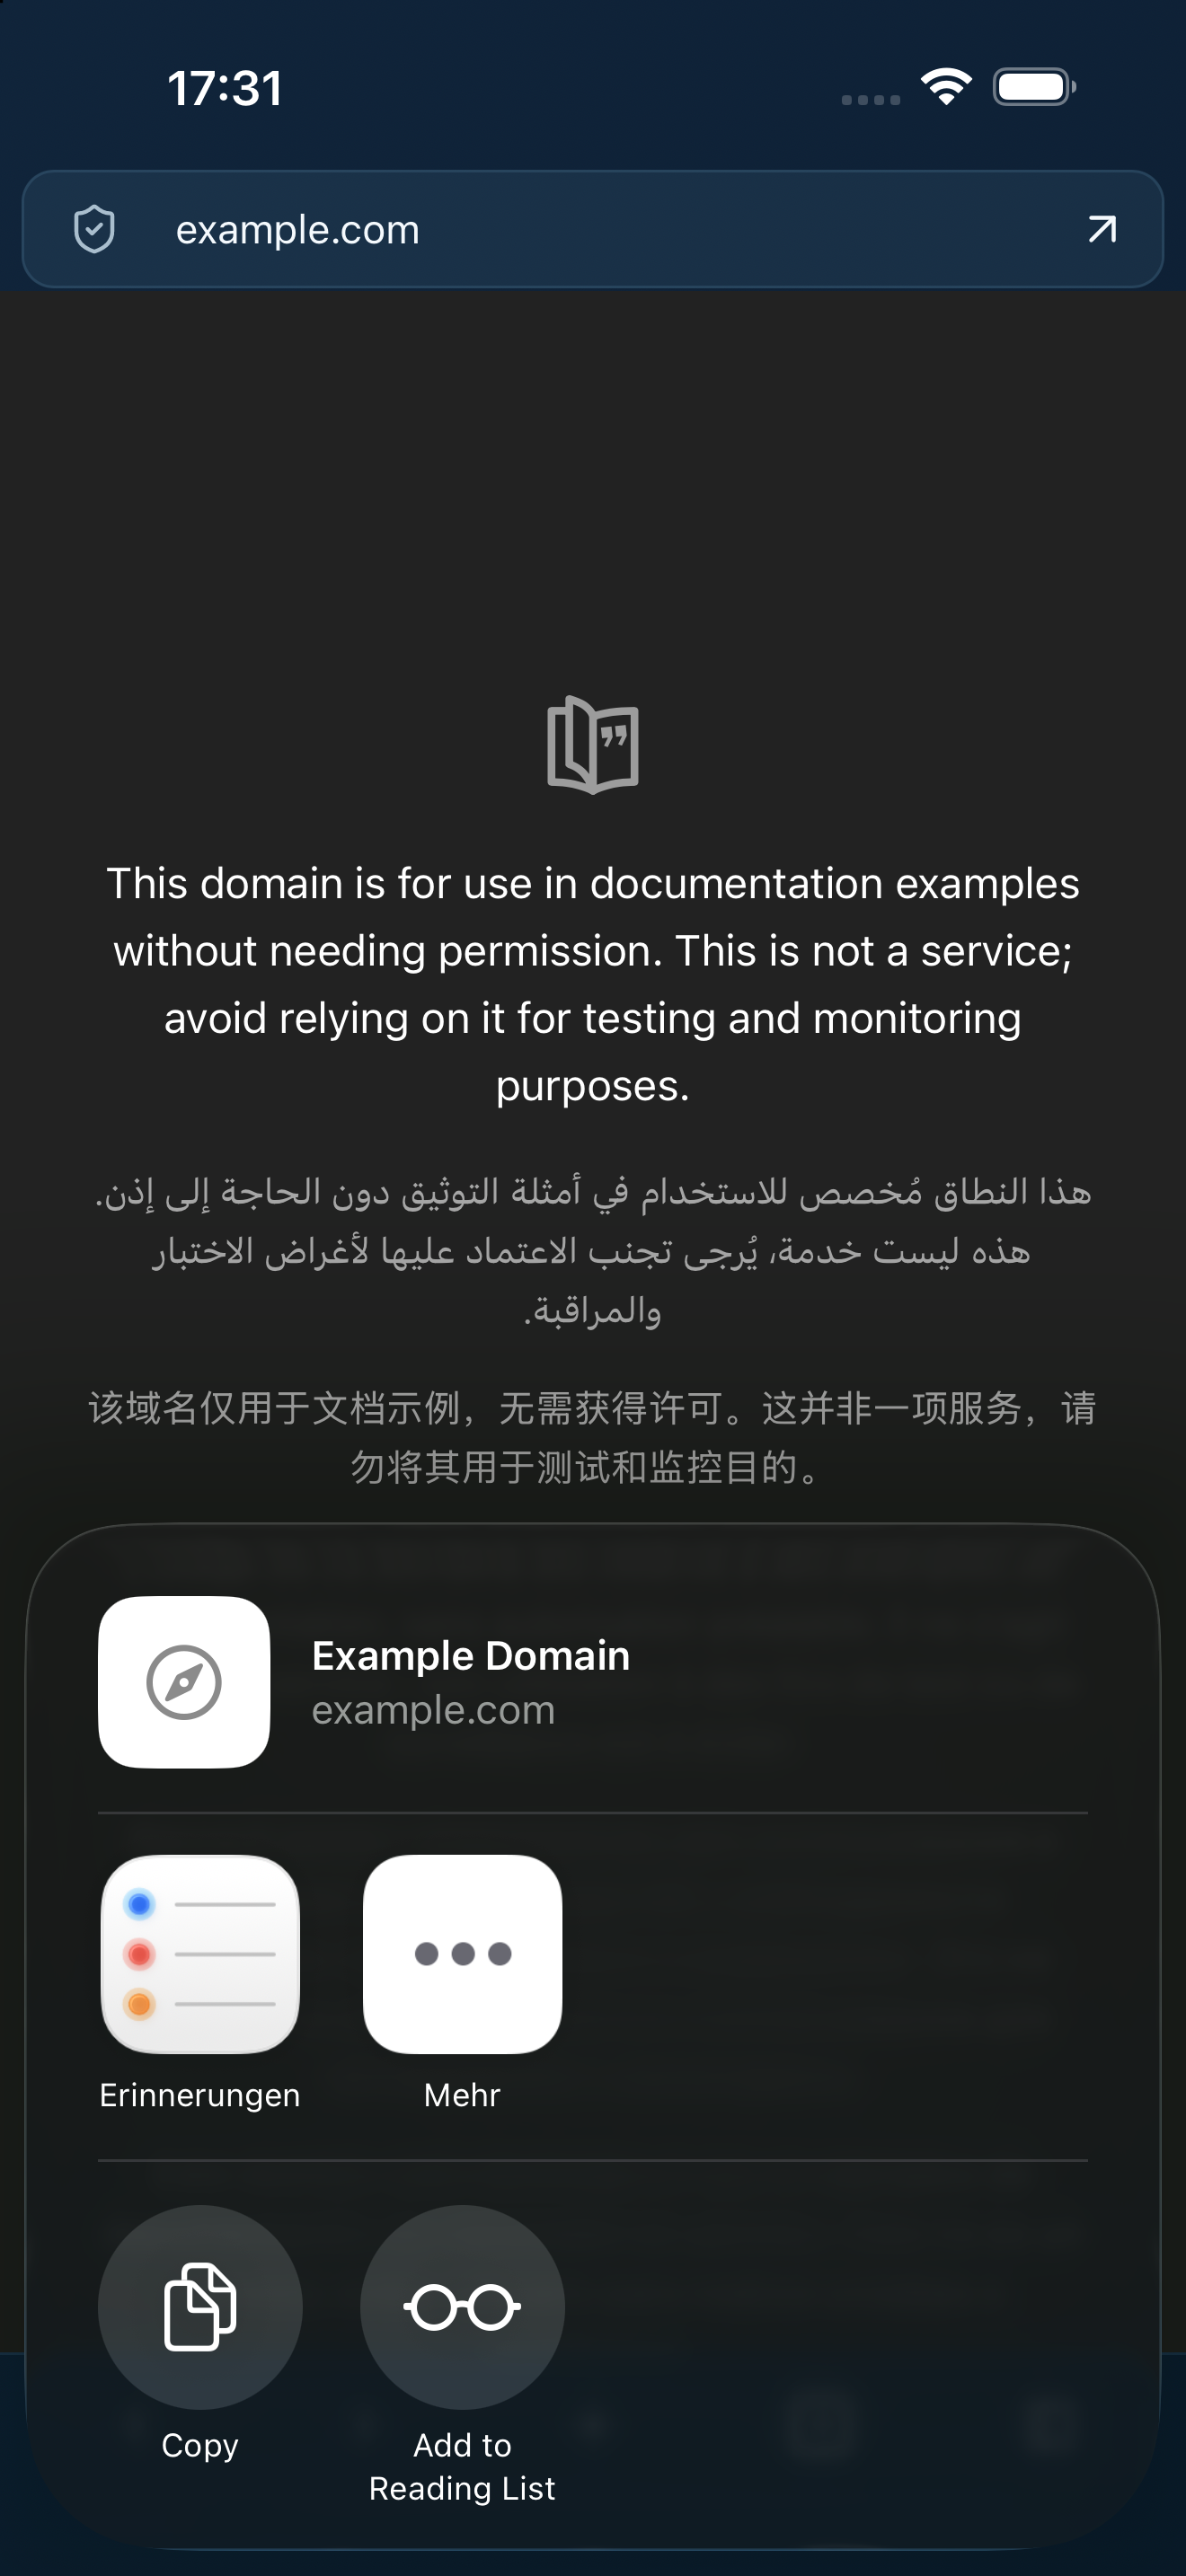 17:31
example.com
This domain is for use in documentation examples
without needing permission. This is not a service;
avoid relying on it for testing and monitoring
purposes.
هذا النطاق مُخصص للاستخدام في أمثلة التوثيق دون الحاجة إلى إذن.
هذه ليست خدمة، يُرجى تجنب الاعتماد عليها لأغراض الاختبار
والمراقبة.
该域名仅用于文档示例，无需获得许可。这并非一项服务，请
勿将其用于测试和监控目的。
Example Domain
example.com
Erinnerungen
Mehr
Copy
Add to
Reading List